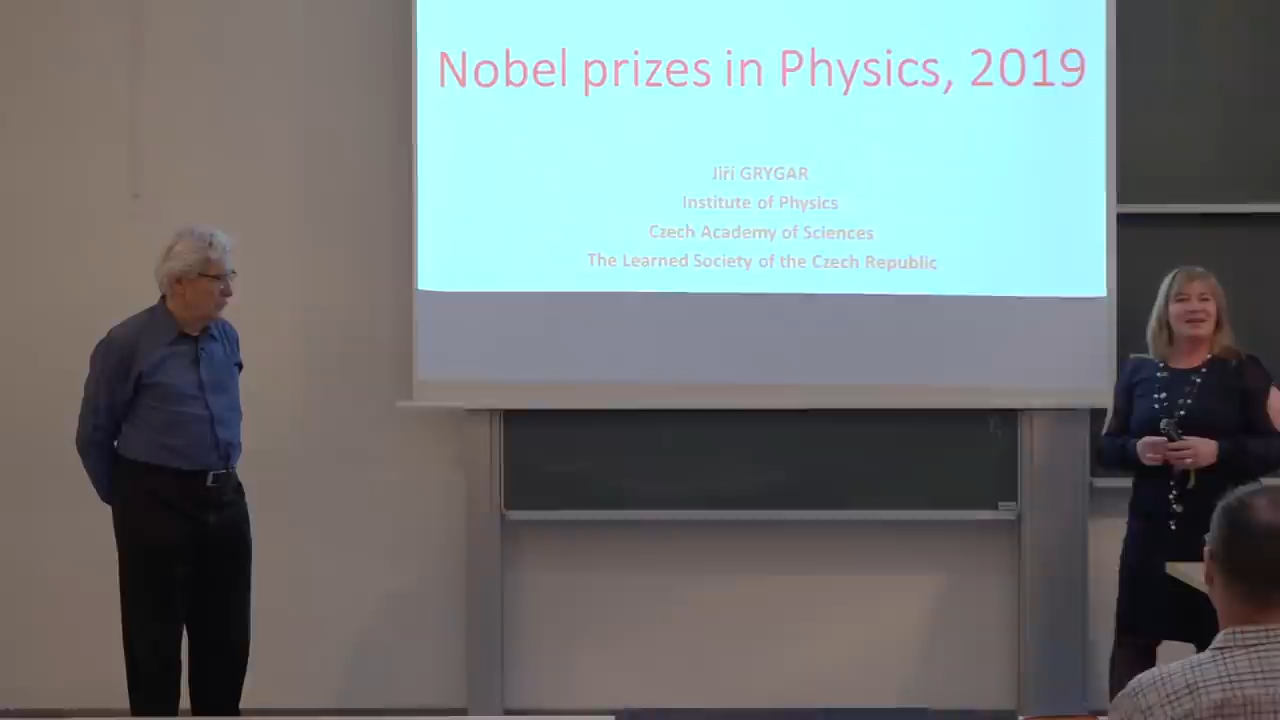 Nobel prizes in Physics, 2019
Jiří GRYGAR
Institute of Physics
Czech Academy of Sciences
The Learned Society of the Czech Republic